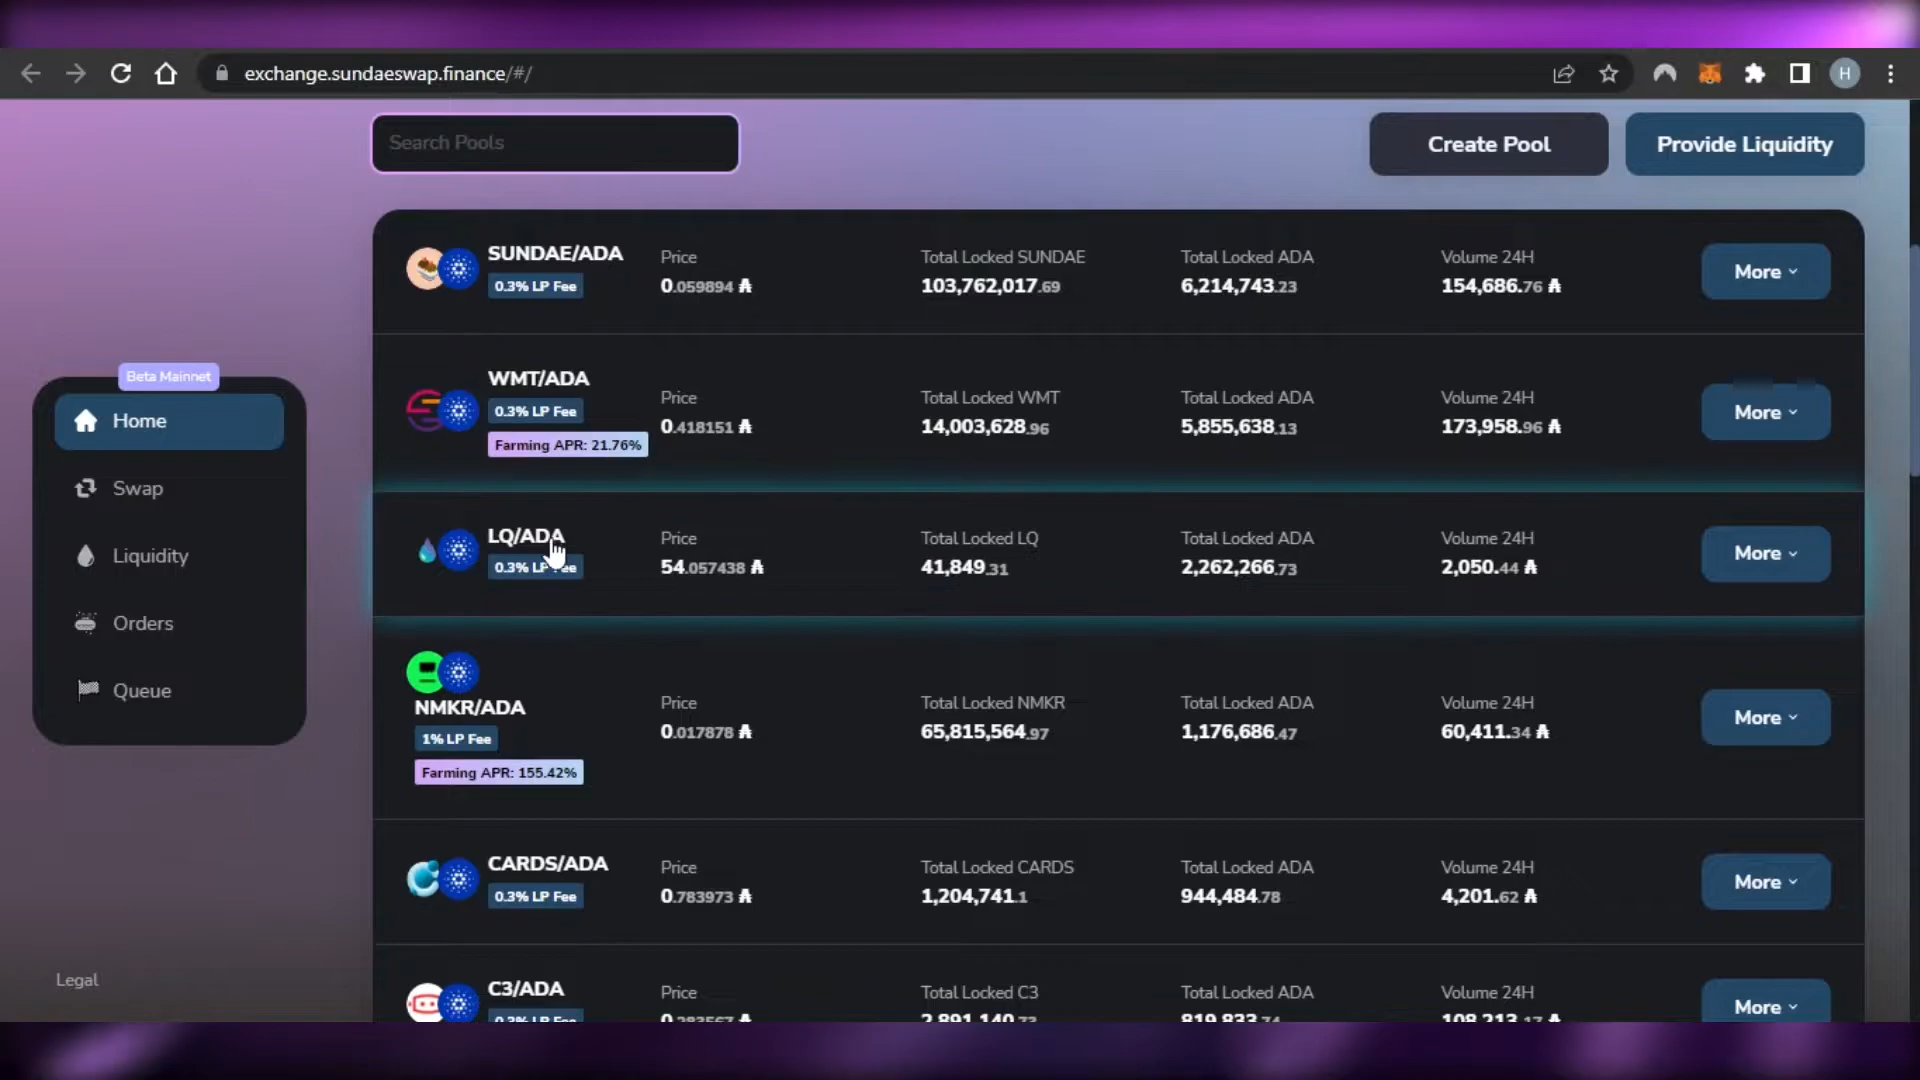 exchange.sundaeswap.finance/#/
H
Search Pools
Create Pool
Provide Liquidity
Beta Mainnet
Home
Swap
Liquidity
Orders
Queue
Legal
SUNDAE/ADA
0.3% LP Fee
Price
0.059894 ₳
Total Locked SUNDAE
103,762,017.69
Total Locked ADA
6,214,743.23
Volume 24H
154,686.76 ₳
More
WMT/ADA
0.3% LP Fee
Farming APR: 21.76%
Price
0.418151 ₳
Total Locked WMT
14,003,628.96
Total Locked ADA
5,855,638.13
Volume 24H
173,958.96 ₳
More
LQ/ADA
0.3% LP Fee
Price
54.057438 ₳
Total Locked LQ
41,849.31
Total Locked ADA
2,262,266.73
Volume 24H
2,050.44 ₳
More
NMKR/ADA
1% LP Fee
Farming APR: 155.42%
Price
0.017878 ₳
Total Locked NMKR
65,815,564.97
Total Locked ADA
1,176,686.47
Volume 24H
60,411.34 ₳
More
CARDS/ADA
0.3% LP Fee
Price
0.783973 ₳
Total Locked CARDS
1,204,741.1
Total Locked ADA
944,484.78
Volume 24H
4,201.62 ₳
More
C3/ADA
0.3% LP Fee
Price
Total Locked C3
Total Locked ADA
Volume 24H
More